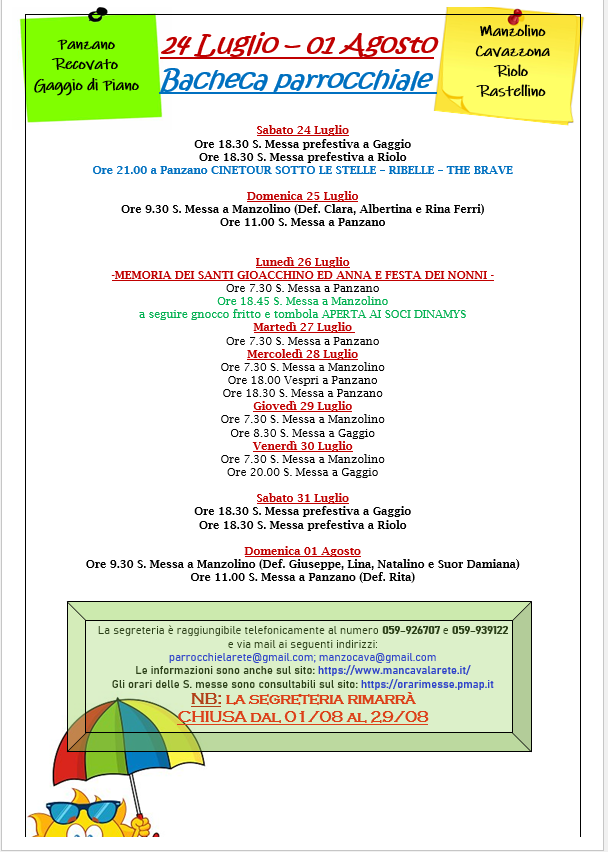 Panzano
Recovato
Gaggio di Piano
24 Luglio – 01 Agosto
Bacheca parrocchiale
Manzolino
Cavazzona
Riolo
Rastellino
Sabato 24 Luglio
Ore 18.30 S. Messa prefestiva a Gaggio
Ore 18.30 S. Messa prefestiva a Riolo
Ore 21.00 a Panzano CINETOUR SOTTO LE STELLE – RIBELLE – THE BRAVE
Domenica 25 Luglio
Ore 9.30 S. Messa a Manzolino (Def. Clara, Albertina e Rina Ferri)
Ore 11.00 S. Messa a Panzano
Lunedì 26 Luglio
-MEMORIA DEI SANTI GIOACCHINO ED ANNA E FESTA DEI NONNI -
Ore 7.30 S. Messa a Panzano
Ore 18.45 S. Messa a Manzolino
a seguire gnocco fritto e tombola APERTA AI SOCI DINAMYS
Martedì 27 Luglio
Ore 7.30 S. Messa a Panzano
Mercoledì 28 Luglio
Ore 7.30 S. Messa a Manzolino
Ore 18.00 Vespri a Panzano
Ore 18.30 S. Messa a Panzano
Giovedì 29 Luglio
Ore 7.30 S. Messa a Manzolino
Ore 8.30 S. Messa a Gaggio
Venerdì 30 Luglio
Ore 7.30 S. Messa a Manzolino
Ore 20.00 S. Messa a Gaggio
Sabato 31 Luglio
Ore 18.30 S. Messa prefestiva a Gaggio
Ore 18.30 S. Messa prefestiva a Riolo
Domenica 01 Agosto
Ore 9.30 S. Messa a Manzolino (Def. Giuseppe, Lina, Natalino e Suor Damiana)
Ore 11.00 S. Messa a Panzano (Def. Rita)
La segreteria è raggiungibile telefonicamente al numero 059-926707 e 059-939122
e via mail ai seguenti indirizzi:
parrocchielarete@gmail.com; manzocava@gmail.com
Le informazioni sono anche sul sito: https://www.mancavalarete.it/
Gli orari delle S. messe sono consultabili sul sito: https://orarimesse.pmap.it
NB: LA SEGRETERIA RIMARRÀ
CHIUSA DAL 01/08 AL 29/08